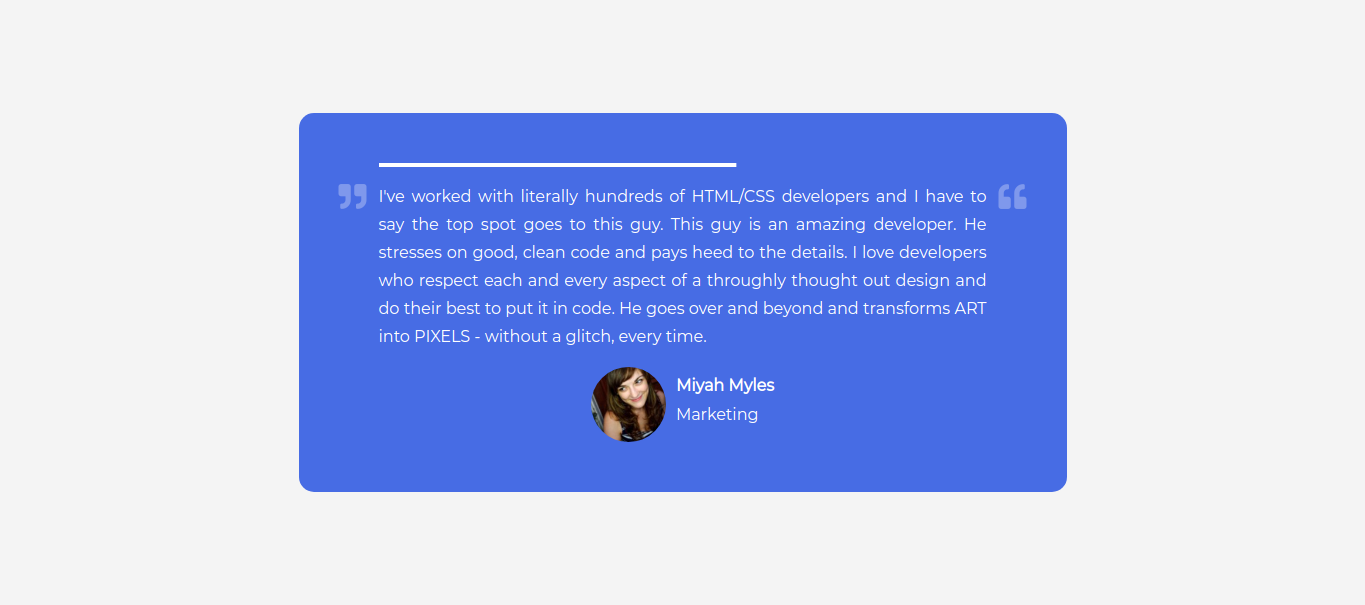 I've worked with literally hundreds of HTML/CSS developers and I have to
say the top spot goes to this guy. This guy is an amazing developer. He
stresses on good, clean code and pays heed to the details. I love developers
who respect each and every aspect of a throughly thought out design and
do their best to put it in code. He goes over and beyond and transforms ART
into PIXELS - without a glitch, every time.
Miyah Myles
Marketing